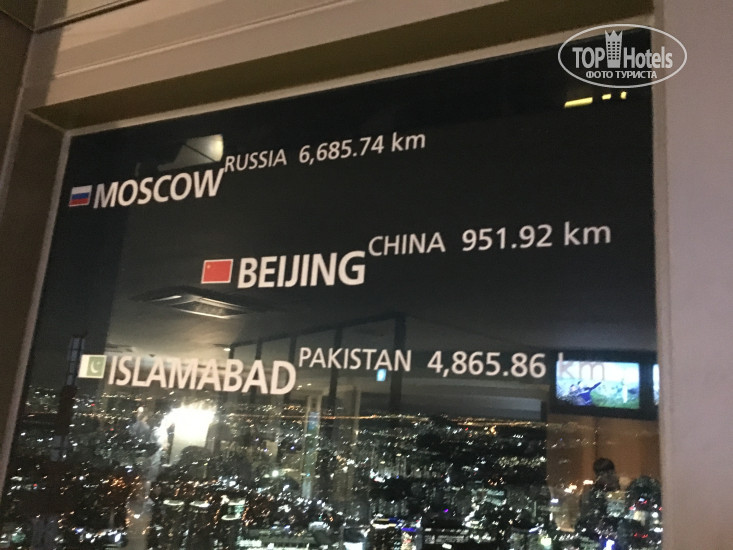 TOP Hotels
ФОТО ТУРИСТА
MOSCOW RUSSIA 6,685.74 km
BEIJING CHINA 951.92 km
ISLAMABAD PAKISTAN 4,865.86 km